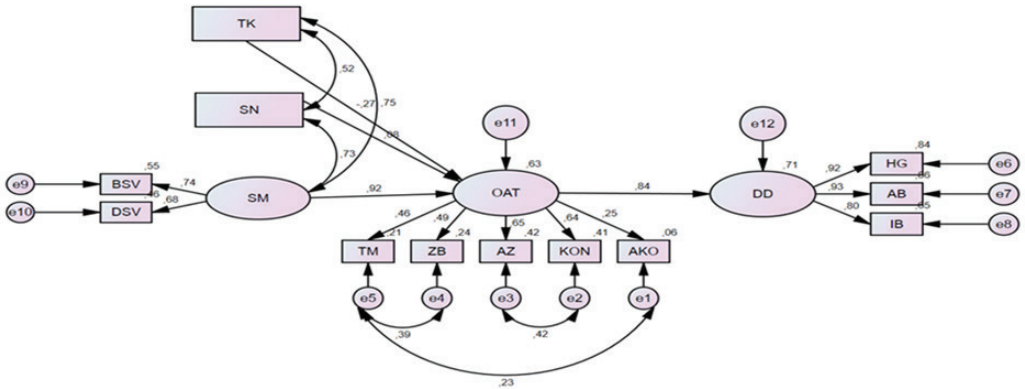 TK
,52
-,27
,75
SN
,08
,73
e11
e12
,63
,71
,84
HG
e6
,92
,55
e9
BSV
,74
,93
AB
e7
SM
,92
OAT
,84
DD
e10
DSV
,68
,80
IB
e8
,46
,49
,65
,64
,25
,21
,24
,42
,41
,06
TM
ZB
AZ
KON
AKO
e5
e4
e3
e2
e1
,39
,42
,23